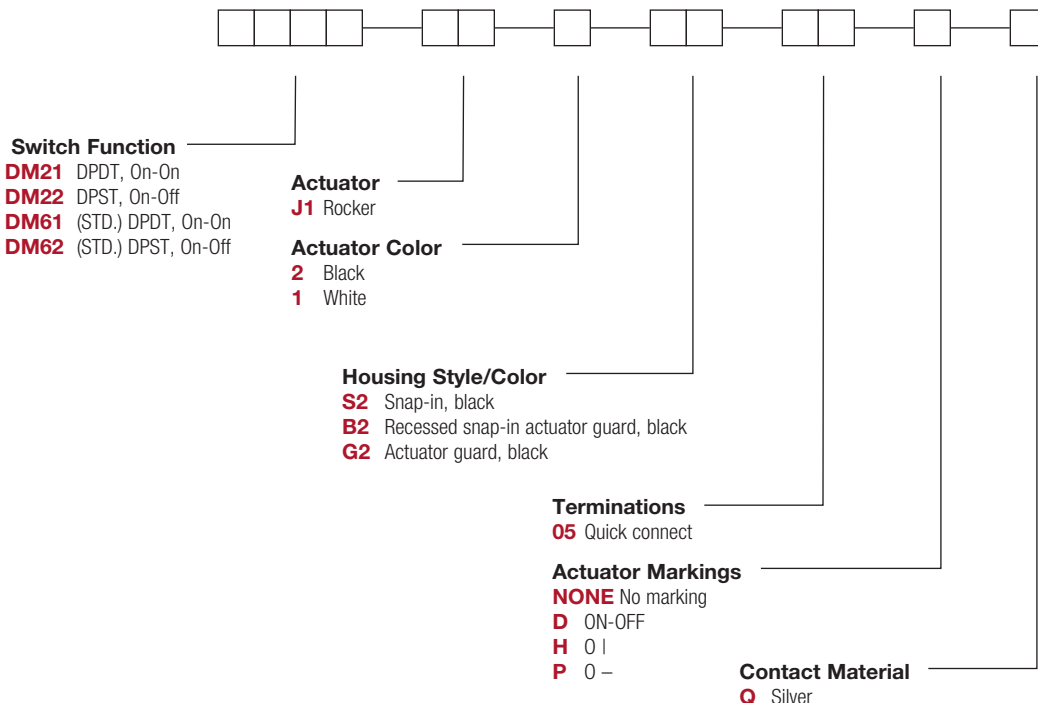 Switch Function
DM21 DPDT, On-On
DM22 DPST, On-Off
DM61 (STD.) DPDT, On-On
DM62 (STD.) DPST, On-Off
Actuator
J1 Rocker
Actuator Color
2 Black
1 White
Housing Style/Color
S2 Snap-in, black
B2 Recessed snap-in actuator guard, black
G2 Actuator guard, black
Terminations
05 Quick connect
Actuator Markings
NONE No marking
D ON-OFF
H O |
P O –
Contact Material
Q Silver